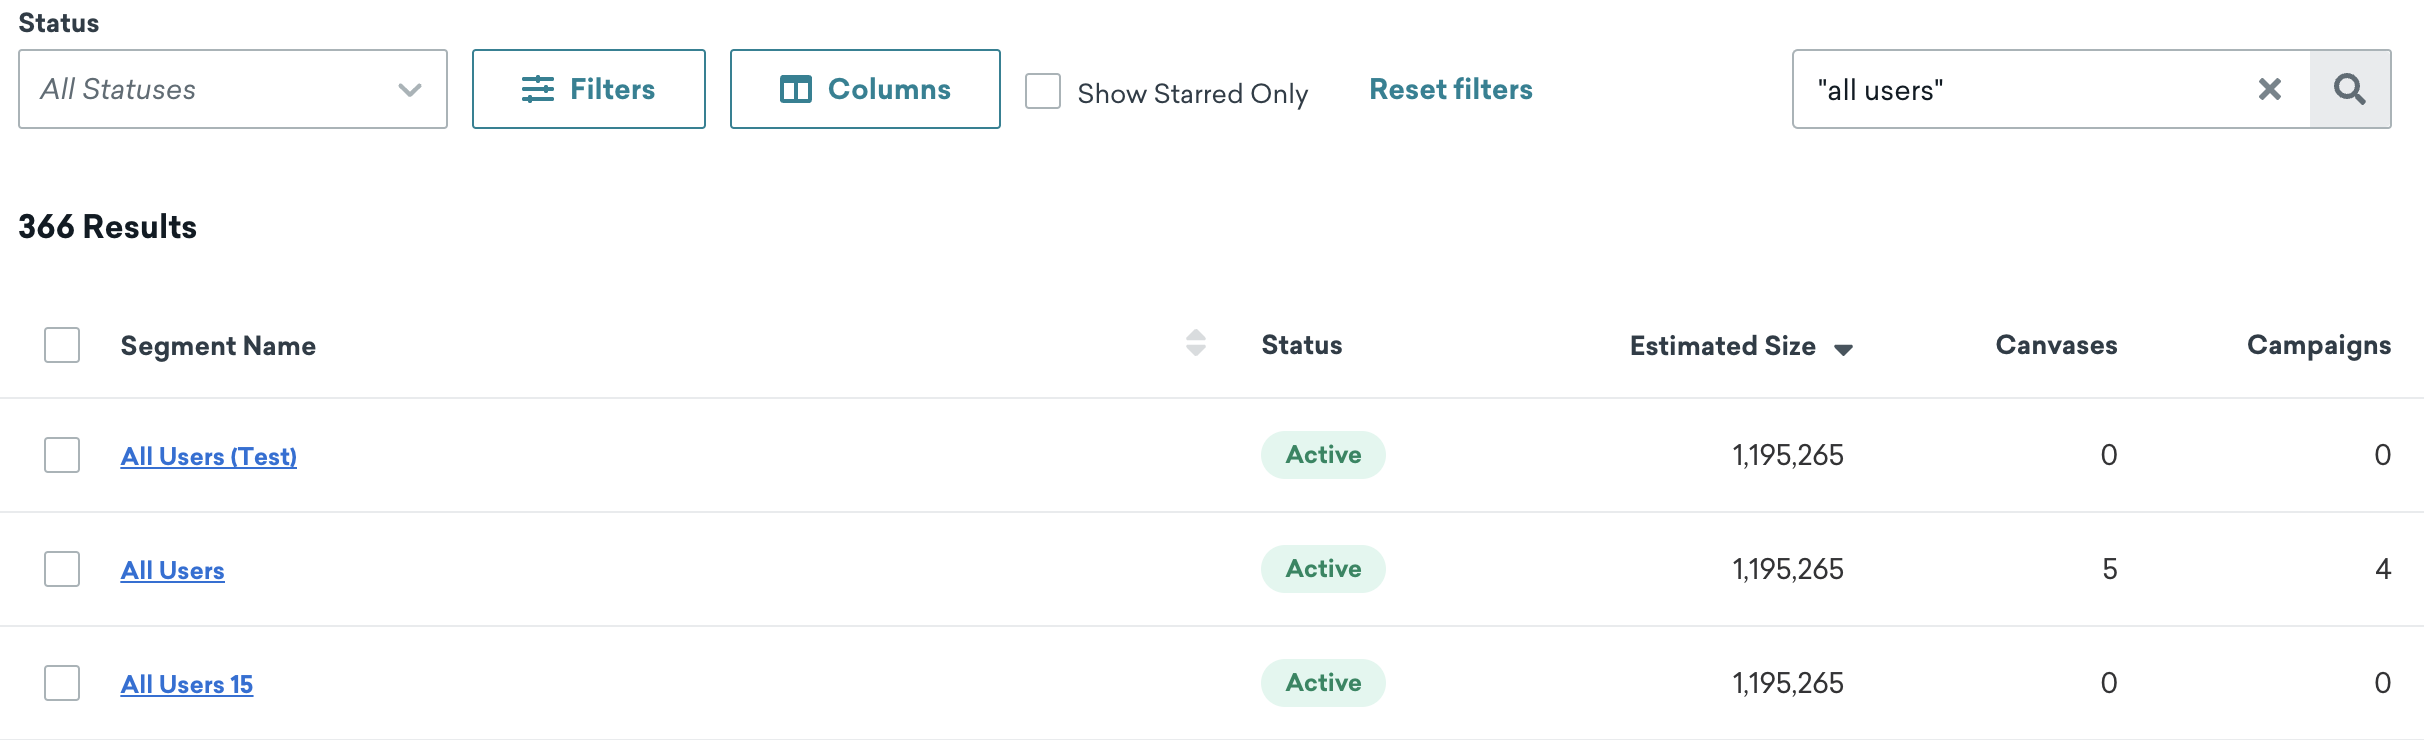 Status
All Statuses
Filters
Columns
Show Starred Only
Reset filters
"all users"
366 Results
Segment Name Status Estimated Size Canvases Campaigns
All Users (Test) Active 1,195,265 0 0
All Users Active 1,195,265 5 4
All Users 15 Active 1,195,265 0 0